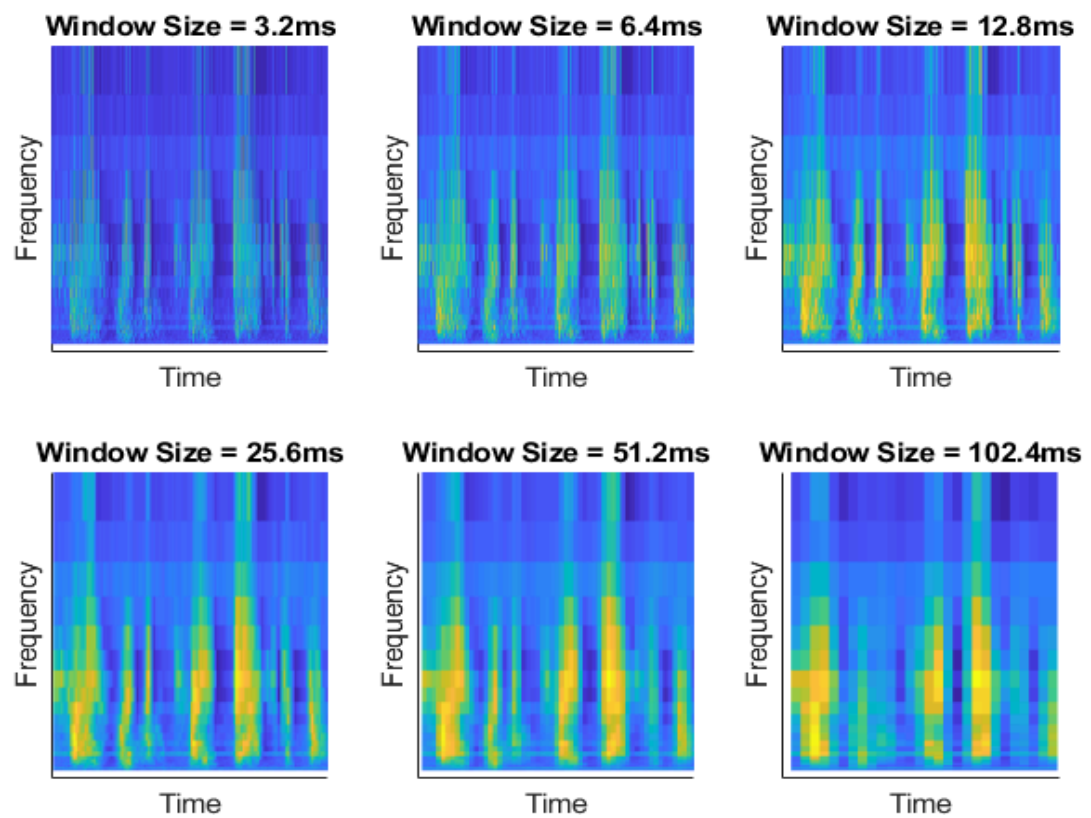 Window Size = 3.2ms
Frequency
Time
Window Size = 6.4ms
Frequency
Time
Window Size = 12.8ms
Frequency
Time
Window Size = 25.6ms
Frequency
Time
Window Size = 51.2ms
Frequency
Time
Window Size = 102.4ms
Frequency
Time